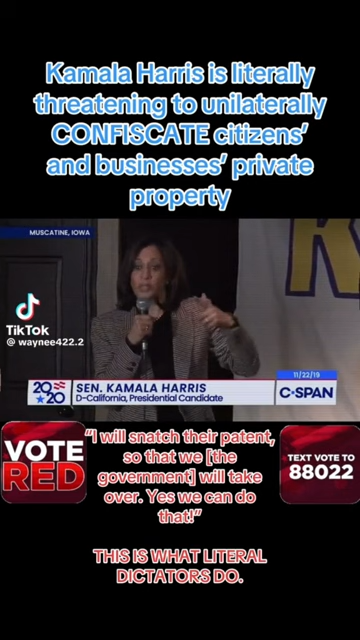 Kamala Harris is literally
threatening to unilaterally
CONFISCATE citizens’
and businesses’ private
property
MUSCATINE, IOWA
TikTok
@ waynee422.2
11/22/19
2020
SEN. KAMALA HARRIS
D-California, Presidential Candidate
C-SPAN
VOTE
RED
“I will snatch their patent,
so that we [the
government] will take
over. Yes we can do
that!”
TEXT VOTE TO
88022
THIS IS WHAT LITERAL
DICTATORS DO.